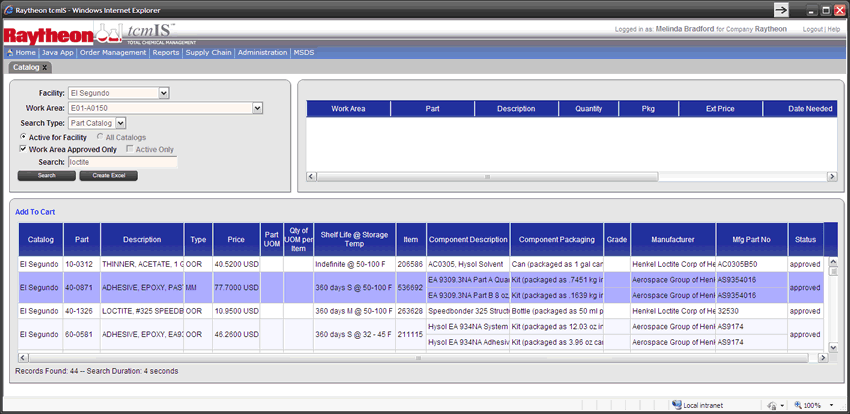 Raytheon tcmIS - Windows Internet Explorer
Raytheon tcmIS™
TOTAL CHEMICAL MANAGEMENT
Logged in as: Melinda Bradford for Company Raytheon Logout | Help
Home | Java App | Order Management | Reports | Supply Chain | Administration | MSDS
Catalog X
Facility: El Segundo
Work Area: E01-A0150
Search Type: Part Catalog
Active for Facility All Catalogs
Work Area Approved Only Active Only
Search: loctite
Search Create Excel
Work Area Part Description Quantity Pkg Ext Price Date Needed
Add To Cart
Catalog Part Description Type Price Part UOM Qty of UOM per Item Shelf Life @ Storage Temp Item Component Description Component Packaging Grade Manufacturer Mfg Part No Status
El Segundo 10-0312 THINNER, ACETATE, 1 OOR 40.5200 USD Indefinite @ 50-100 F 206586 AC0305, Hysol Solvent Can (packaged as 1 gal can Henkel Loctite Corp of He AC0305B50 approved
El Segundo 40-0871 ADHESIVE, EPOXY, PAS MM 77.7000 USD 360 days S @ 50-100 F 536692 EA 9309.3NA Part A Qua Kit (packaged as .7451 kg in Aerospace Group of Henk AS9354016 approved
EA 9309.3NA Part B 8 oz Kit (packaged as .1639 kg in Aerospace Group of Henk AS9354016
El Segundo 40-1326 LOCTITE, #325 SPEEDB OOR 10.9500 USD 360 days M @ 50-100 F 263628 Speedbonder 325 Struct Bottle (packaged as 50 ml p Henkel Loctite Corp of He 32530 approved
El Segundo 60-0581 ADHESIVE, EPOXY, EA93 OOR 46.2600 USD 360 days S @ 32 - 45 F 211115 Hysol EA 934NA System Kit (packaged as 12.03 oz in Aerospace Group of Henk AS9174 approved
Hysol EA 934NA Adhesiv Kit (packaged as 3.96 oz can Aerospace Group of Henk AS9174
Records Found: 44 -- Search Duration: 4 seconds
Local intranet 100%